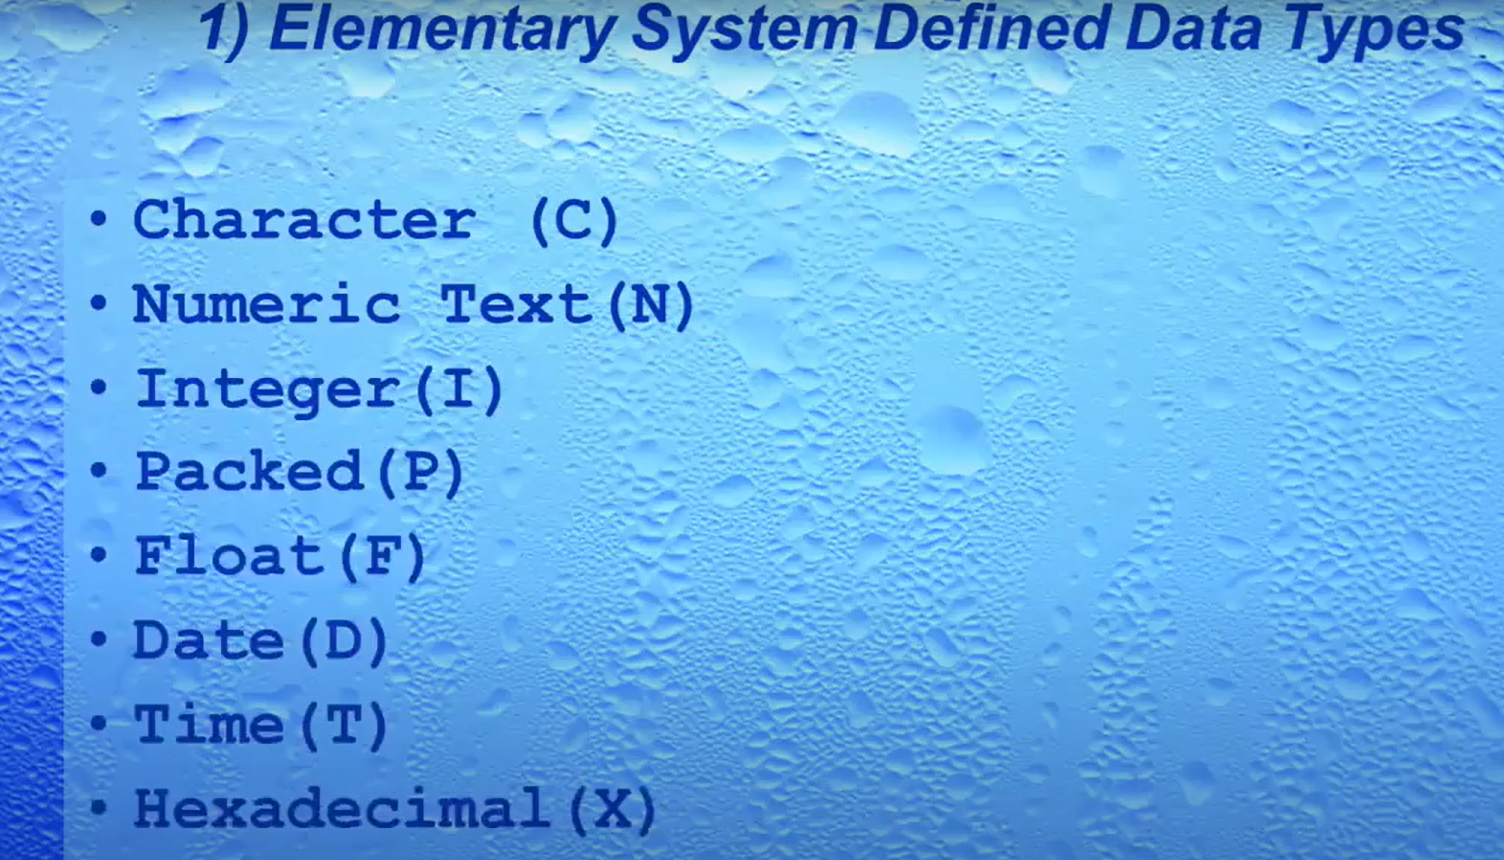 1) Elementary System Defined Data Types
• Character (C)
• Numeric Text(N)
• Integer(I)
• Packed(P)
• Float(F)
• Date(D)
• Time(T)
• Hexadecimal(X)